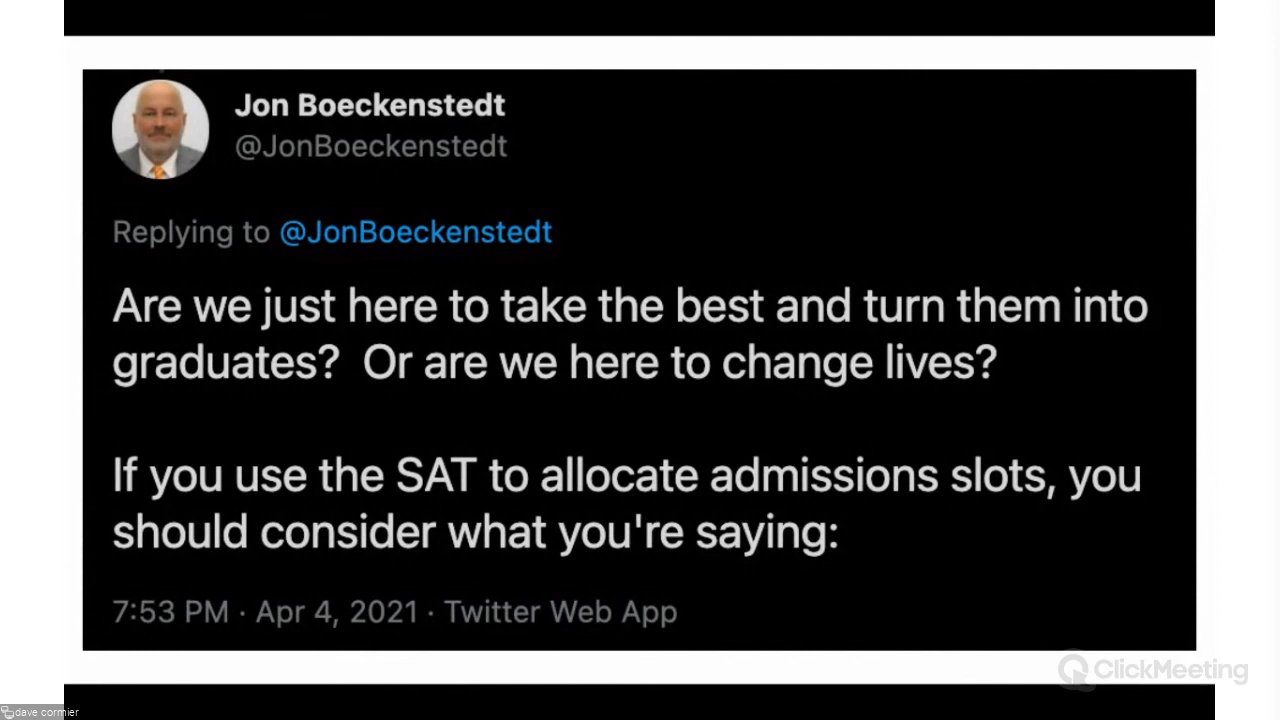 Jon Boeckenstedt
@JonBoeckenstedt
Replying to @JonBoeckenstedt
Are we just here to take the best and turn them into
graduates?  Or are we here to change lives?
If you use the SAT to allocate admissions slots, you
should consider what you're saying:
7:53 PM · Apr 4, 2021 · Twitter Web App
ClickMeeting
dave cormier